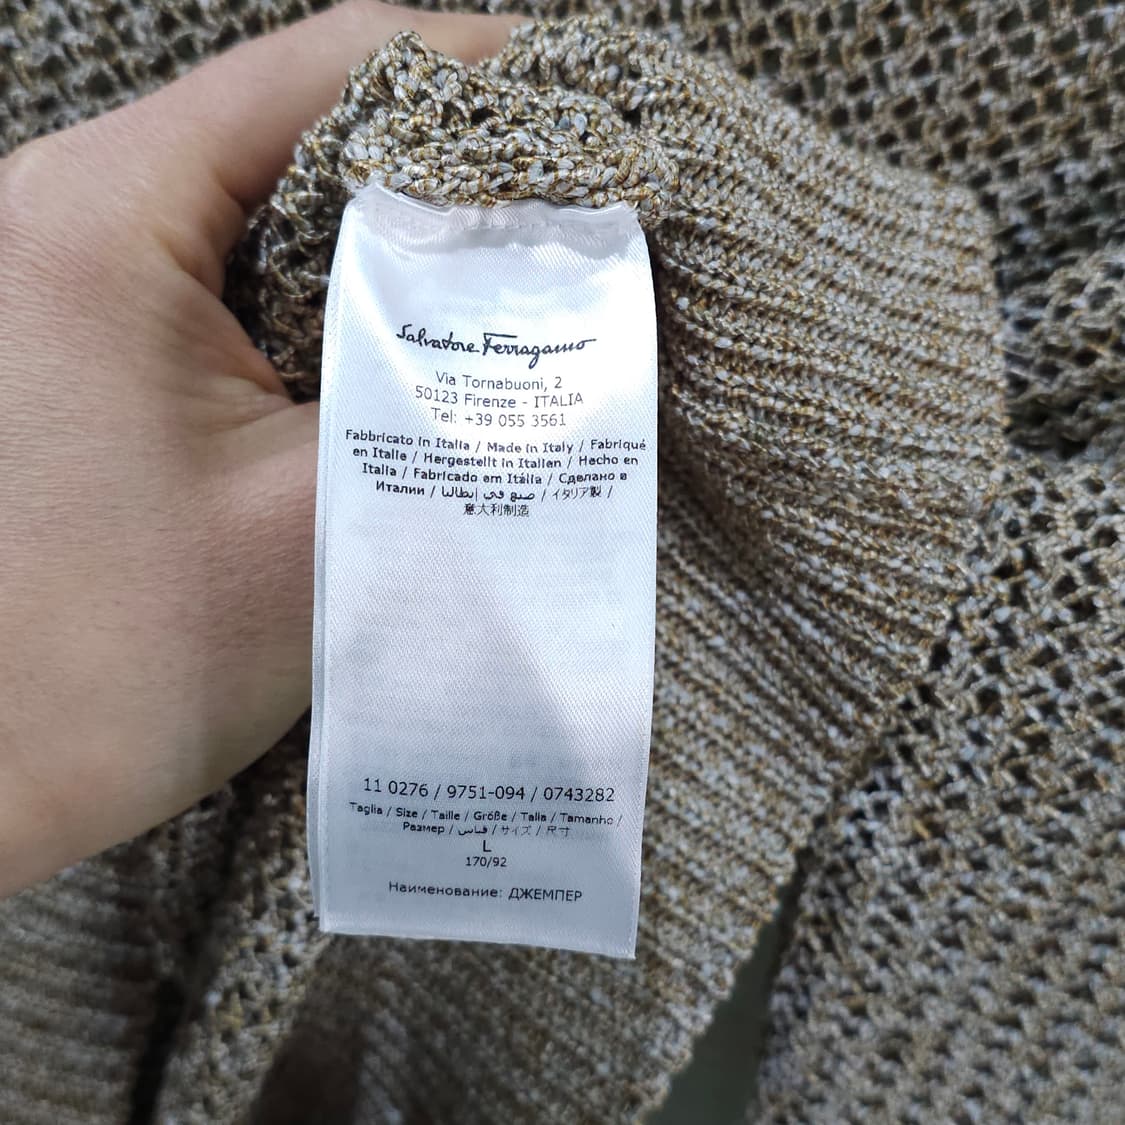 Salvatore Ferragamo
Via Tornabuoni, 2
50123 Firenze - ITALIA
Tel: +39 055 3561
Fabbricato in Italia / Made in Italy / Fabriqué
en Italie / Hergestellt in Italien / Hecho en
Italia / Fabricado em Itália / Сделано в
Италии / صنع في إيطاليا / イタリア製 /
意大利制造
11 0276 / 9751-094 / 0743282
Taglia / Size / Taille / Größe / Talla / Tamanho /
Размер / قياس / サイズ / 尺寸
L
170/92
Наименование: ДЖЕМПЕР